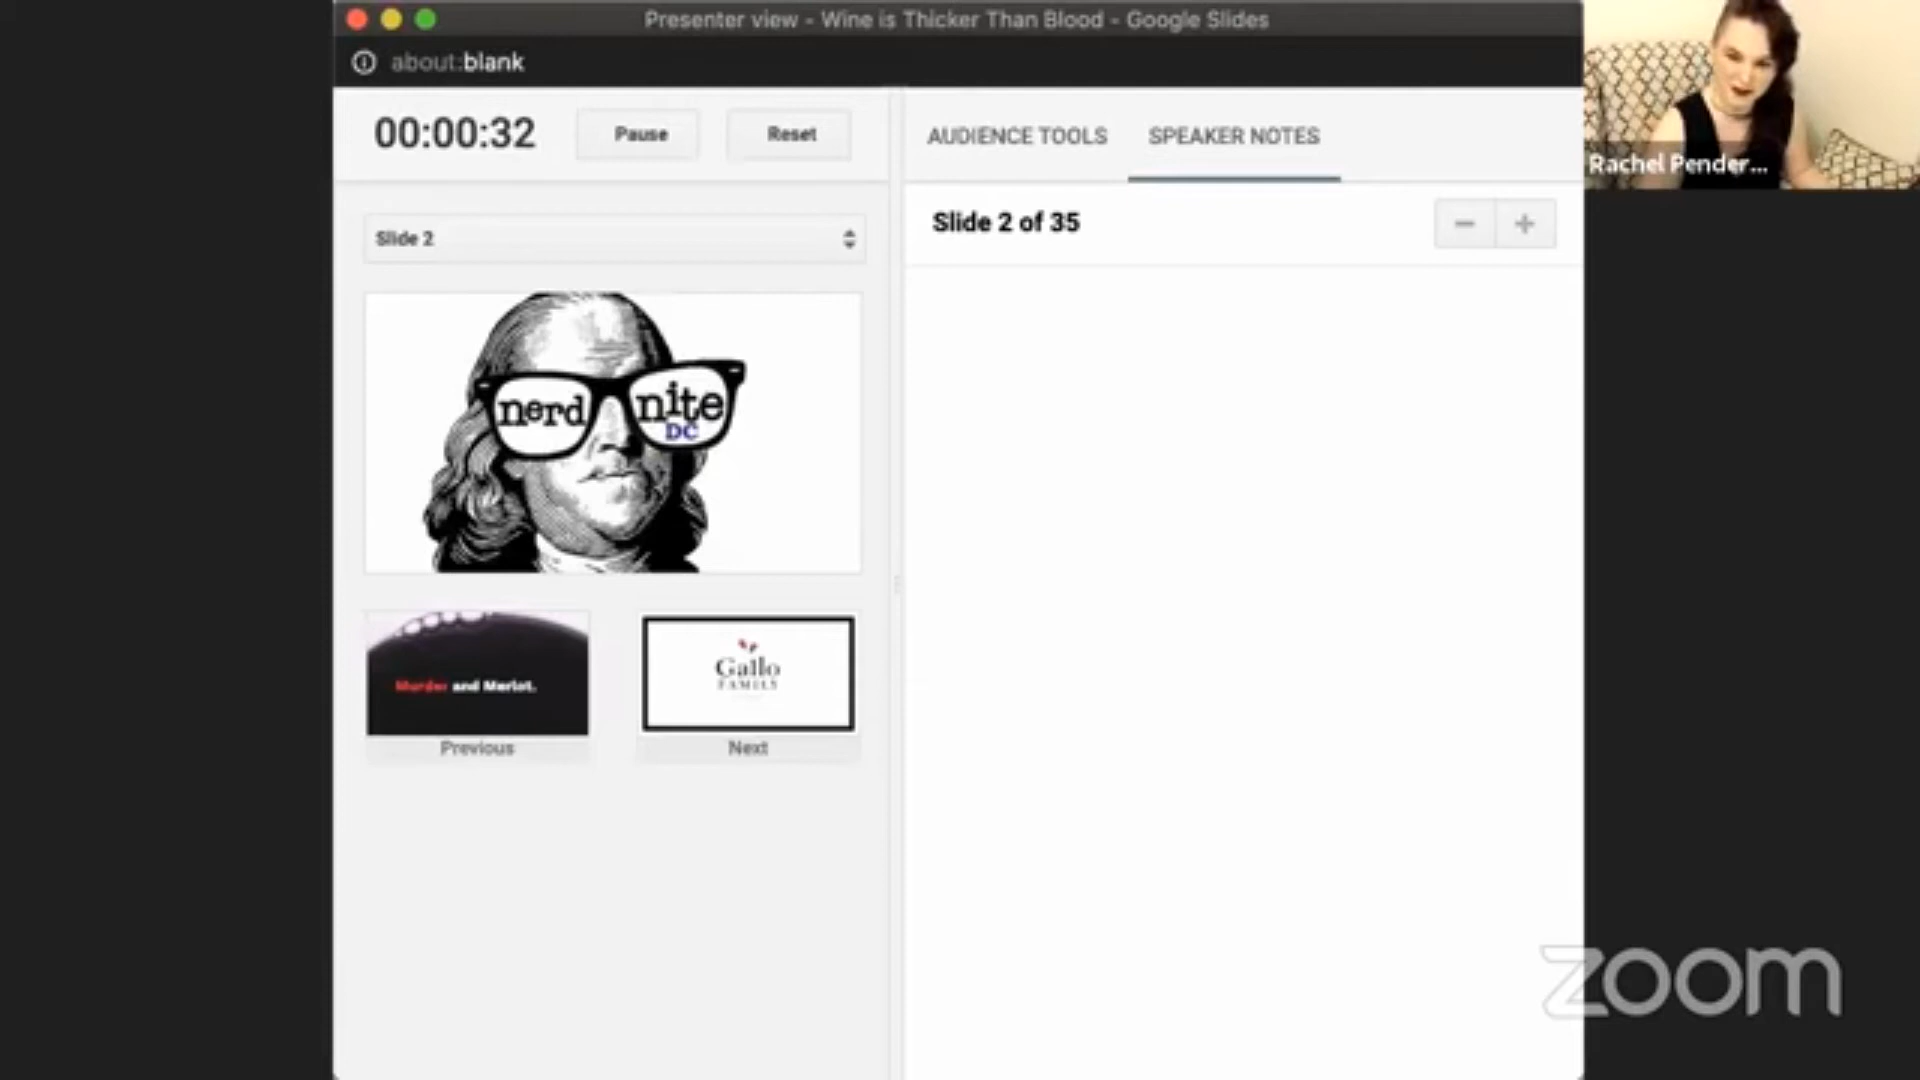 Presenter view - Wine is Thicker Than Blood - Google Slides
about:blank
00:00:32
Pause
Reset
AUDIENCE TOOLS
SPEAKER NOTES
Rachel Pender...
Slide 2
Slide 2 of 35
nerd
nite
DC
Murder and Merlot.
Gallo
FAMILY
Previous
Next
zoom